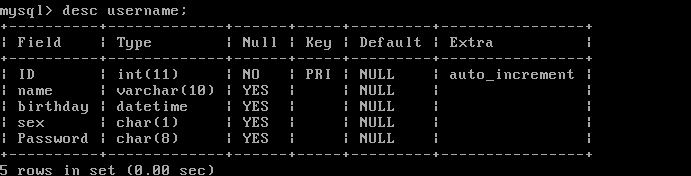 mysql> desc username;
+----------+-------------+------+-----+---------+----------------+
| Field    | Type        | Null | Key | Default | Extra          |
+----------+-------------+------+-----+---------+----------------+
| ID       | int(11)     | NO   | PRI | NULL    | auto_increment |
| name     | varchar(10) | YES  |     | NULL    |                |
| birthday | datetime    | YES  |     | NULL    |                |
| sex      | char(1)     | YES  |     | NULL    |                |
| Password | char(8)     | YES  |     | NULL    |                |
+----------+-------------+------+-----+---------+----------------+
5 rows in set (0.00 sec)